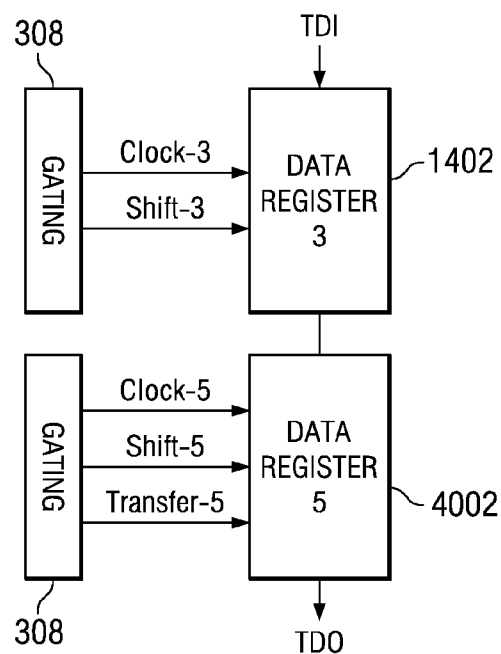 308
TDI
GATING
Clock-3
Shift-3
DATA
REGISTER
3
1402
GATING
Clock-5
Shift-5
Transfer-5
DATA
REGISTER
5
4002
308
TDO